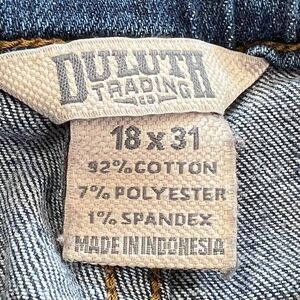 DULUTH
TRADING
CO
18 x 31
92% COTTON
7% POLYESTER
1% SPANDEX
MADE IN INDONESIA